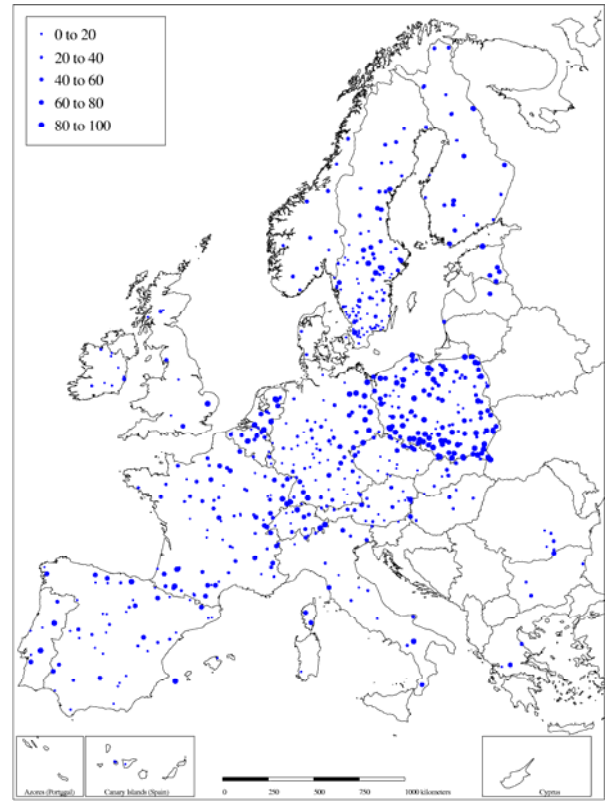 0 to 20
20 to 40
40 to 60
60 to 80
80 to 100
Azores (Portugal)
Canary Islands (Spain)
0 250 500 750 1000 kilometers
Cyprus